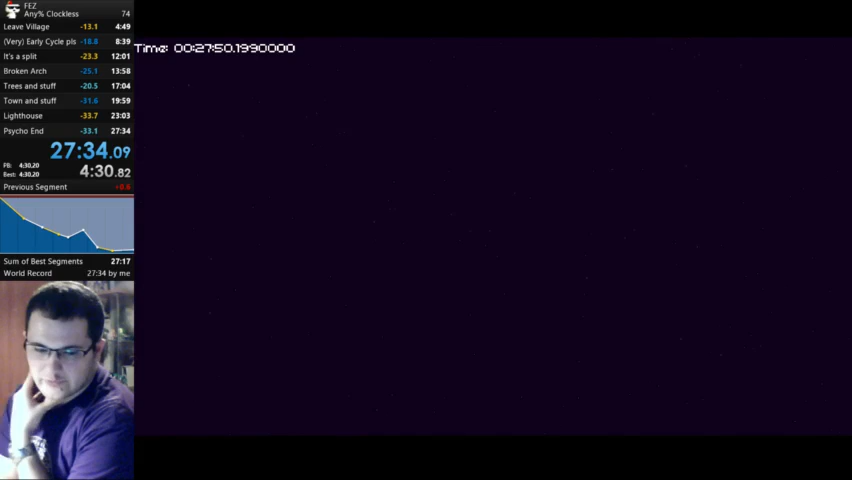 FEZ
Any% Clockless 74
Leave Village -13.1 4:49
(Very) Early Cycle pls -18.8 8:39
It's a split -23.3 12:01
Broken Arch -25.1 13:58
Trees and stuff -20.5 17:04
Town and stuff -31.6 19:59
Lighthouse -33.7 23:03
Psycho End -33.1 27:34
27:34.09
PB: 4:30.20
Best: 4:30.20
4:30.82
Previous Segment +0.6
Sum of Best Segments 27:17
World Record 27:34 by me
Time: 00:27:50.1990000